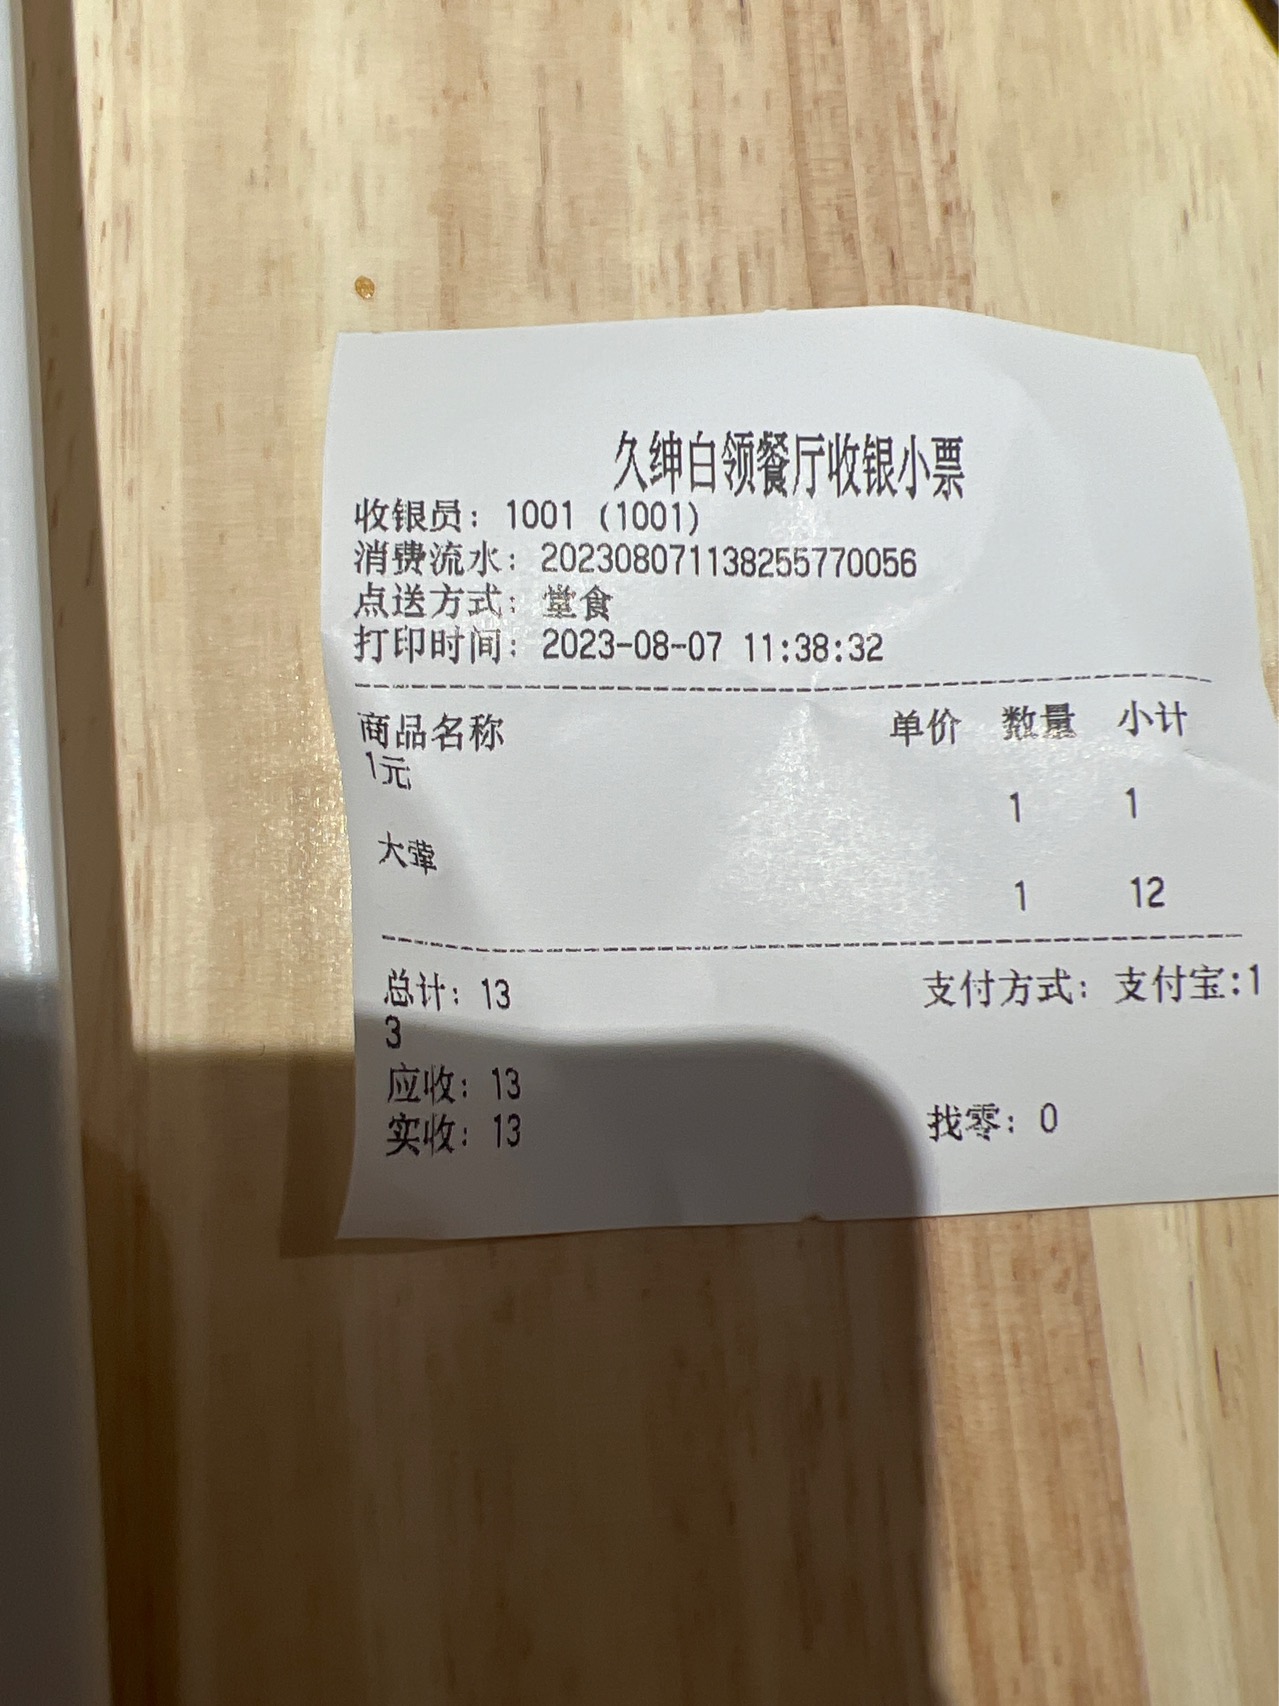 久绅白领餐厅收银小票
收银员：1001 (1001)
消费流水：202308071138255770056
点送方式：堂食
打印时间：2023-08-07 11:38:32
商品名称 单价 数量 小计
1元
1 1
大荤
1 12
总计：13 支付方式：支付宝:1
3
应收：13
实收：13 找零：0